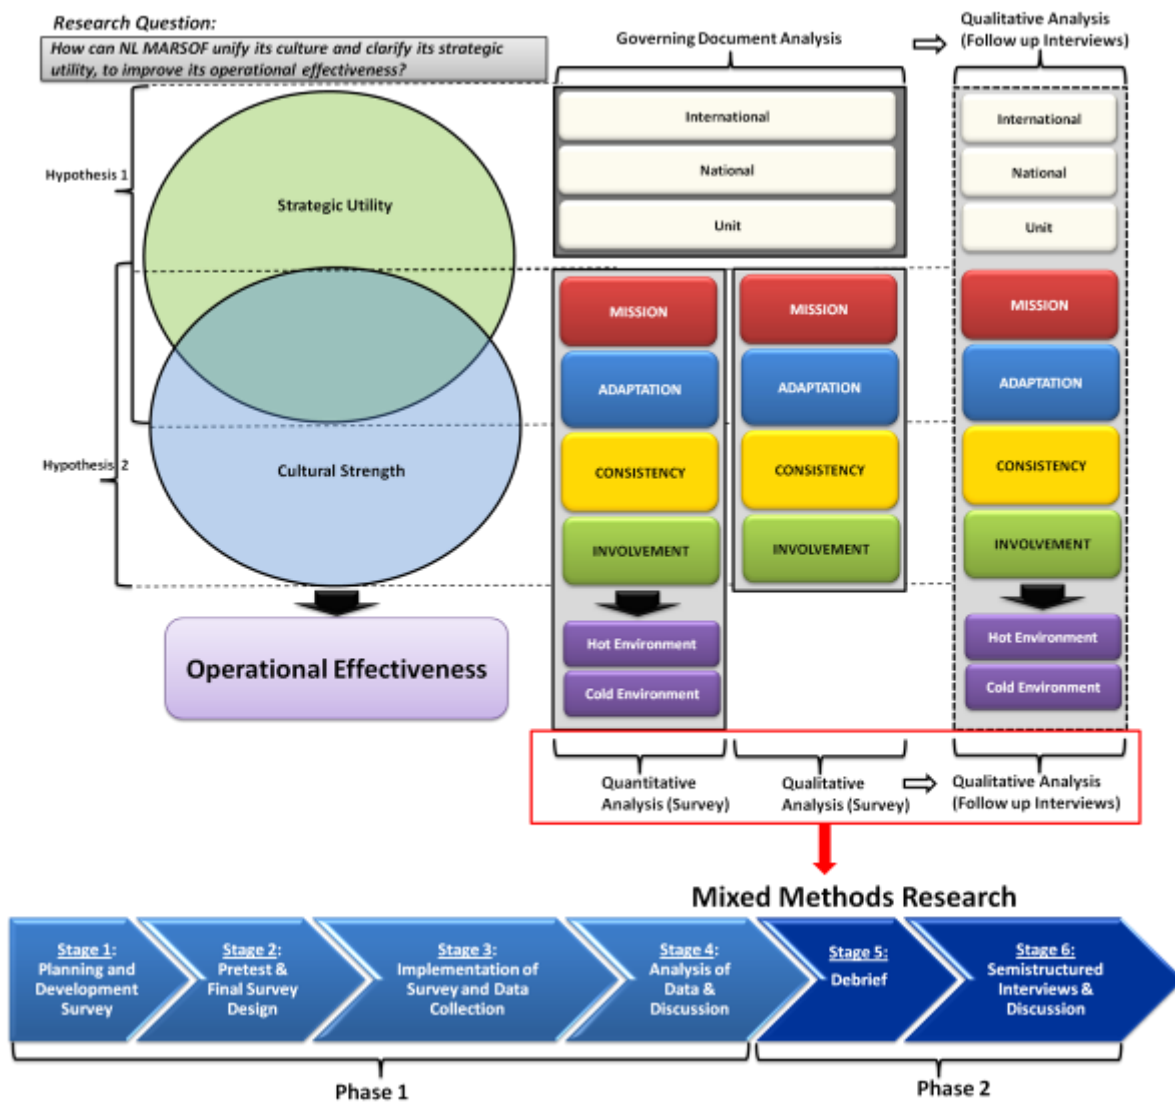 Research Question:
How can NL MARSOF unify its culture and clarify its strategic
utility, to improve its operational effectiveness?
Governing Document Analysis
Qualitative Analysis
(Follow up Interviews)
Hypothesis 1
Strategic Utility
International
National
Unit
International
National
Unit
Hypothesis 2
Cultural Strength
MISSION
ADAPTATION
CONSISTENCY
INVOLVEMENT
MISSION
ADAPTATION
CONSISTENCY
INVOLVEMENT
MISSION
ADAPTATION
CONSISTENCY
INVOLVEMENT
Operational Effectiveness
Hot Environment
Cold Environment
Hot Environment
Cold Environment
Quantitative
Analysis (Survey)
Qualitative
Analysis (Survey)
Qualitative Analysis
(Follow up Interviews)
Mixed Methods Research
Stage 1:
Planning and
Development
Survey
Stage 2:
Pretest &
Final Survey
Design
Stage 3:
Implementation of
Survey and Data
Collection
Stage 4:
Analysis of
Data &
Discussion
Stage 5:
Debrief
Stage 6:
Semistructured
Interviews &
Discussion
Phase 1
Phase 2